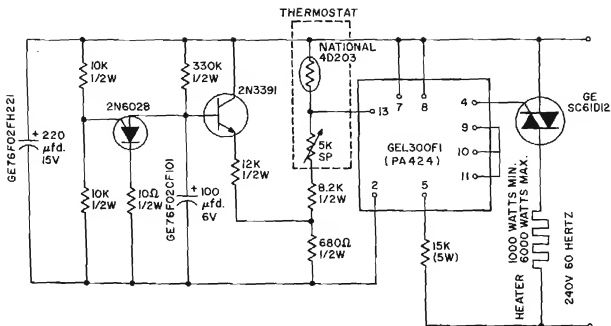 THERMOSTAT
NATIONAL
4D203
10K
1/2W
330K
1/2W
2N3391
2N6028
GE76F02FH221
+ 220
μfd.
15V
10K
1/2W
10Ω
1/2W
GE76F02CF101
+ 100
μfd.
6V
12K
1/2W
5K
SP
8.2K
1/2W
680Ω
1/2W
13
7
8
4
9
10
11
2
5
GEL300F1
(PA424)
GE
SC61D12
15K
(5W)
HEATER
1000 WATTS MIN.
6000 WATTS MAX.
240V 60 HERTZ